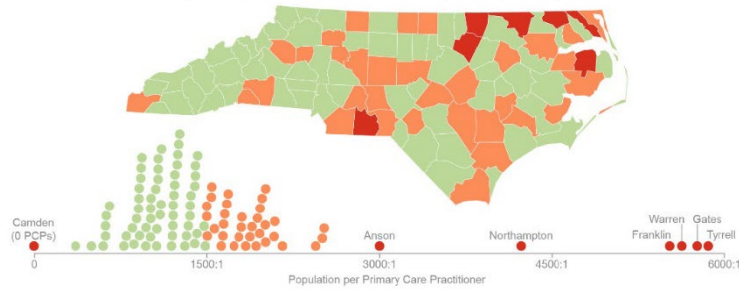 Camden
(0 PCPs)
Anson
Northampton
Warren
Gates
Franklin
Tyrrell
0
1500:1
3000:1
4500:1
6000:1
Population per Primary Care Practitioner